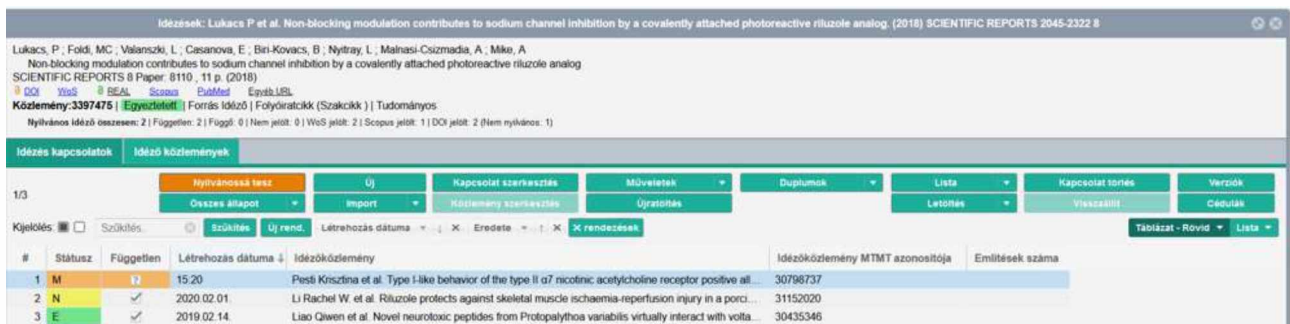 Idézések: Lukacs P et al. Non-blocking modulation contributes to sodium channel inhibition by a covalently attached photoreactive riluzole analog. (2018) SCIENTIFIC REPORTS 2045-2322 8
Lukacs, P ; Foldi, MC ; Valanszki, L ; Casanova, E ; Biri-Kovacs, B ; Nyitray, L ; Malnasi-Csizmadia, A ; Mike, A
Non-blocking modulation contributes to sodium channel inhibition by a covalently attached photoreactive riluzole analog
SCIENTIFIC REPORTS 8 Paper: 8110 , 11 p. (2018)
DOI WoS REAL Scopus PubMed Egyéb URL
Közlemény:3397475 | Egyeztetett | Forrás Idéző | Folyóiratcikk (Szakcikk ) | Tudományos
Nyilvános idéző összesen: 2 | Független: 2 | Függő: 0 | Nem jelölt: 0 | WoS jelölt: 2 | Scopus jelölt: 1 | DOI jelölt: 2 (Nem nyilvános: 1)
Idézés kapcsolatok Idéző közlemények
Nyilvánossá tesz Új Kapcsolat szerkesztés Műveletek Duplumok Lista Kapcsolat törlés Verziók
1/3
Összes állapot Import Közlemény szerkesztés Újratöltés Letöltés Visszaállít Cédulák
Kijelölés: Szűkítés... Szűkítés Új rend. Létrehozás dátuma ↓ X Eredete ↑ X X rendezések Táblázat - Rövid Lista
# Státusz Független Létrehozás dátuma ↓ Idézőközlemény Idézőközlemény MTMT azonosítója Említések száma
1 M ? 15:20 Pesti Krisztina et al. Type I-like behavior of the type II α7 nicotinic acetylcholine receptor positive all... 30798737
2 N 2020.02.01. Li Rachel W. et al. Riluzole protects against skeletal muscle ischaemia-reperfusion injury in a porci... 31152020
3 E 2019.02.14. Liao Qiwen et al. Novel neurotoxic peptides from Protopalythoa variabilis virtually interact with volta... 30435346